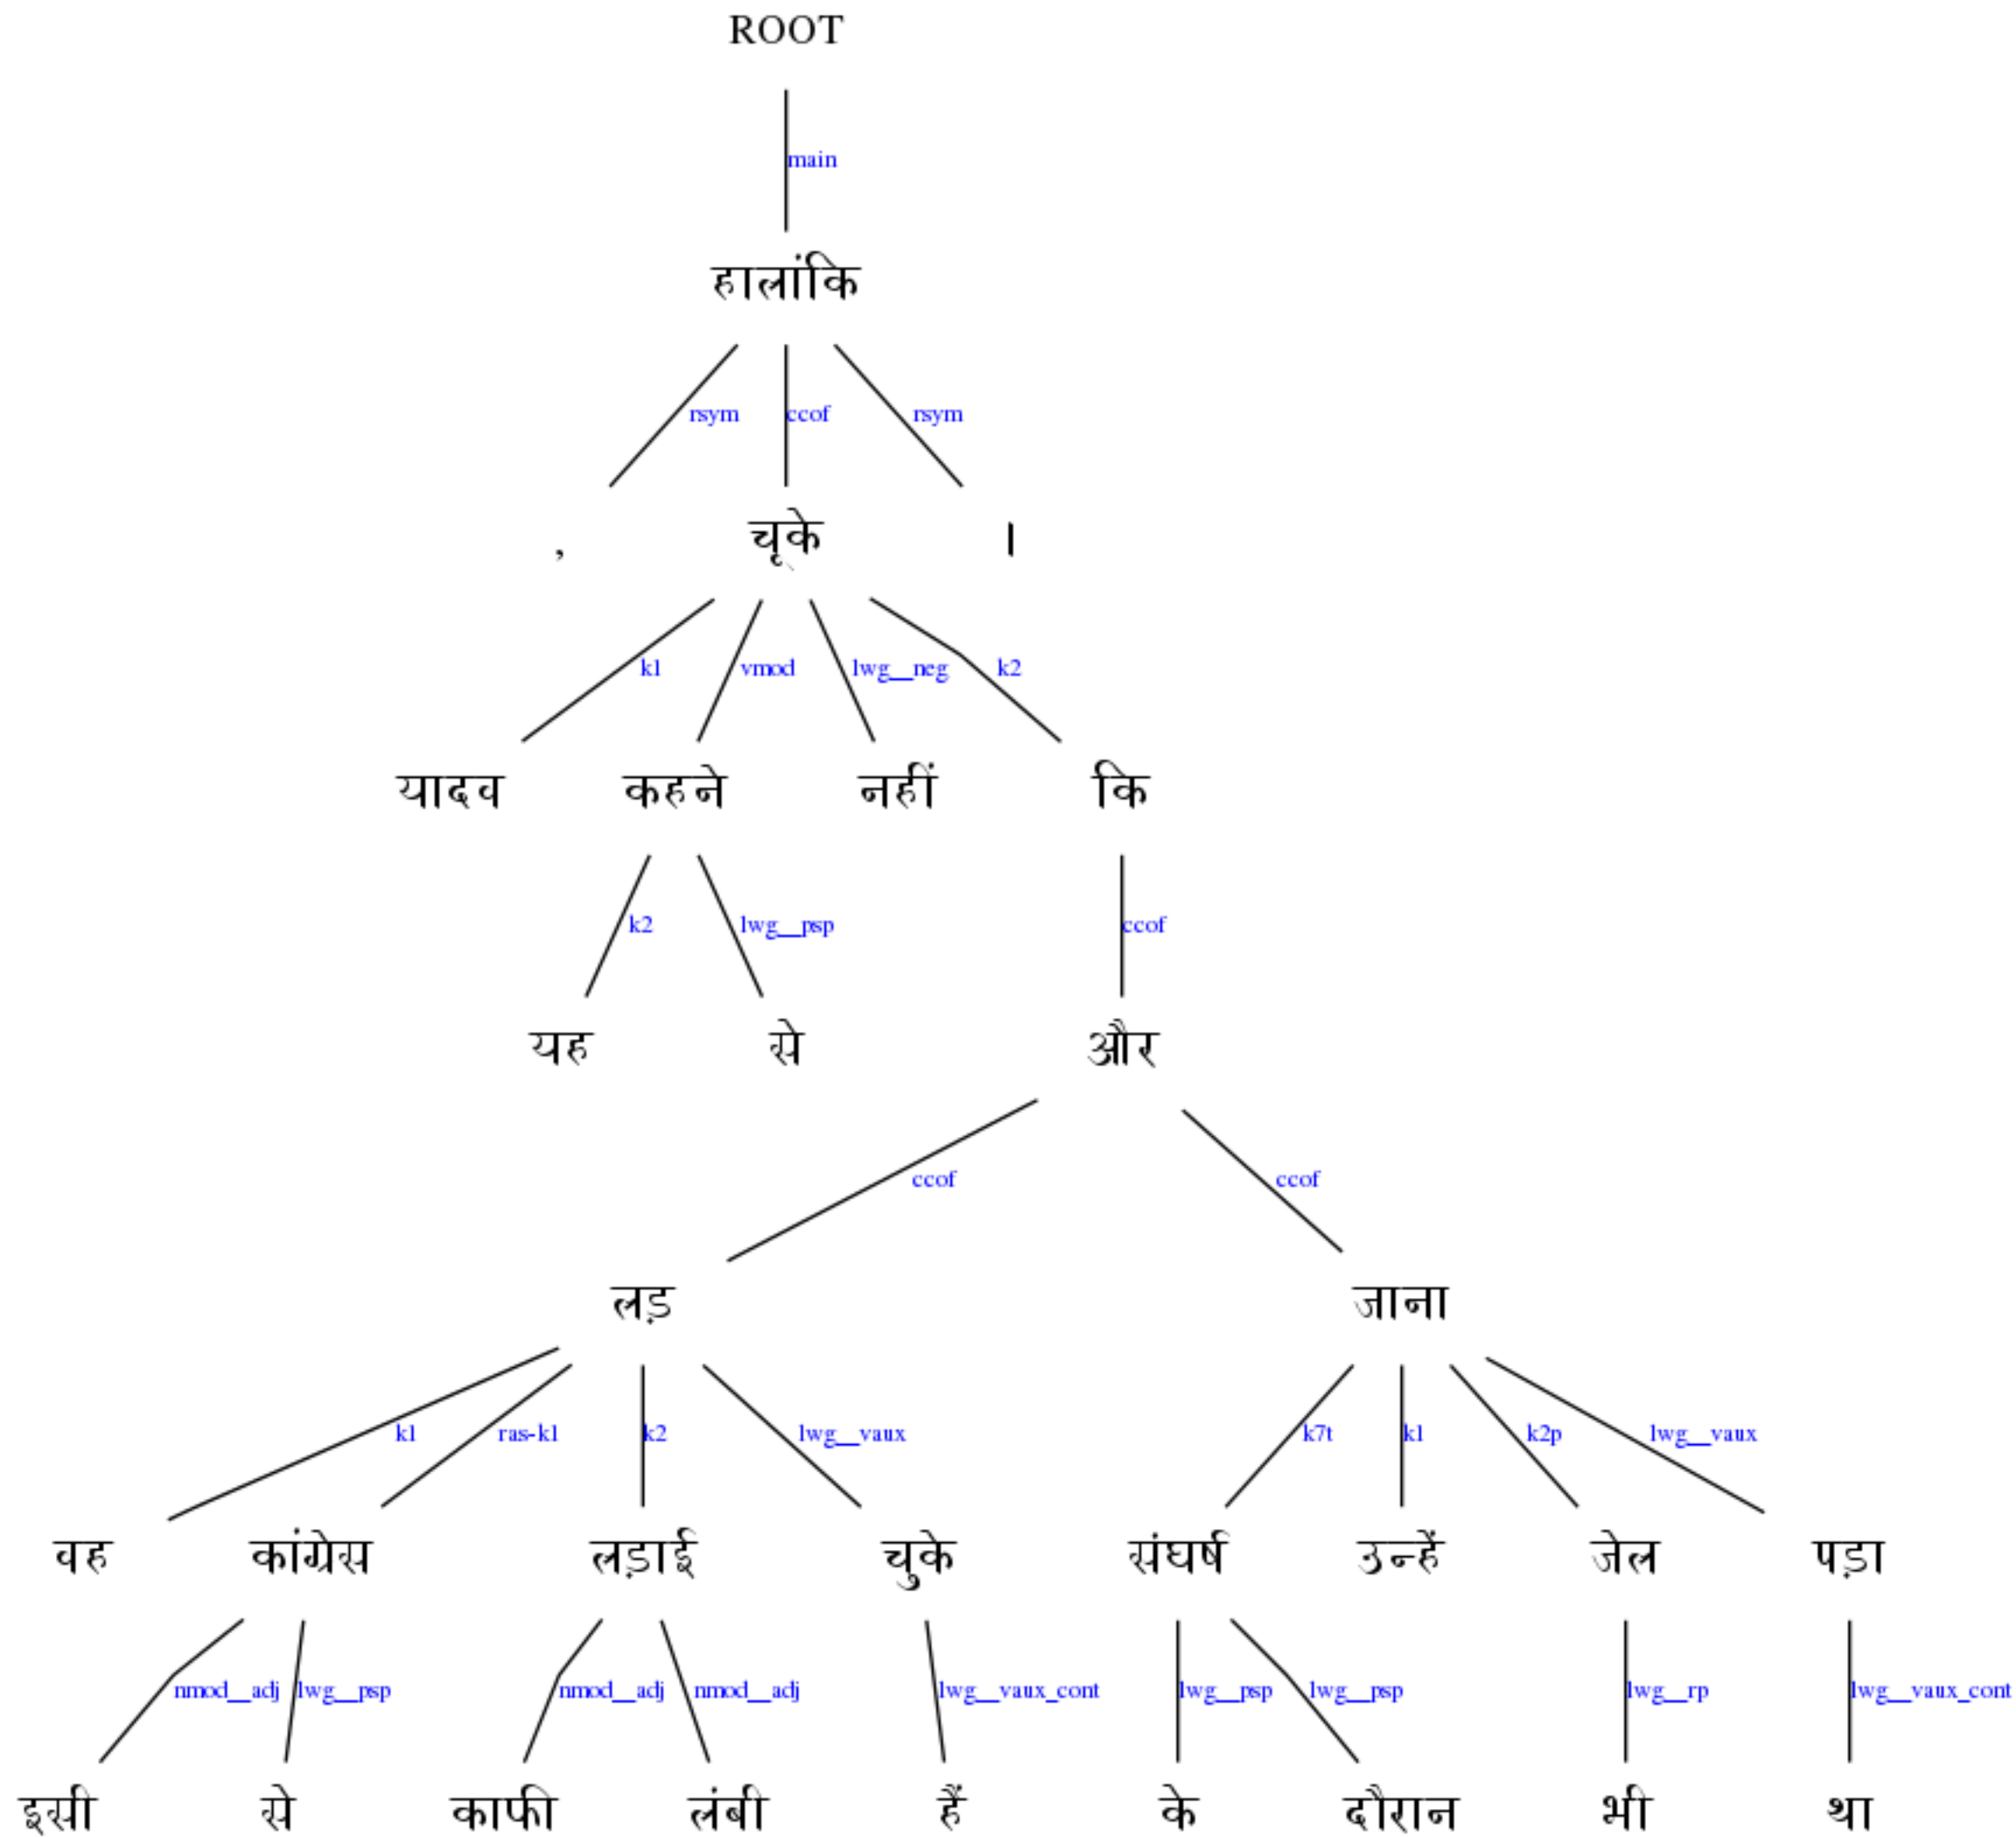 ROOT
main
हालांकि
rsym ccof rsym
, चूके ।
k1 vmod lwg__neg k2
यादव कहने नहीं कि
k2 lwg__psp ccof
यह से और
ccof ccof
लड़ जाना
k1 ras-k1 k2 lwg__vaux k7t k1 k2p lwg__vaux
वह कांग्रेस लड़ाई चुके संघर्ष उन्हें जेल पड़ा
nmod__adj lwg__psp nmod__adj nmod__adj lwg__vaux_cont lwg__psp lwg__psp lwg__rp lwg__vaux_cont
इसी से काफी लंबी हैं के दौरान भी था